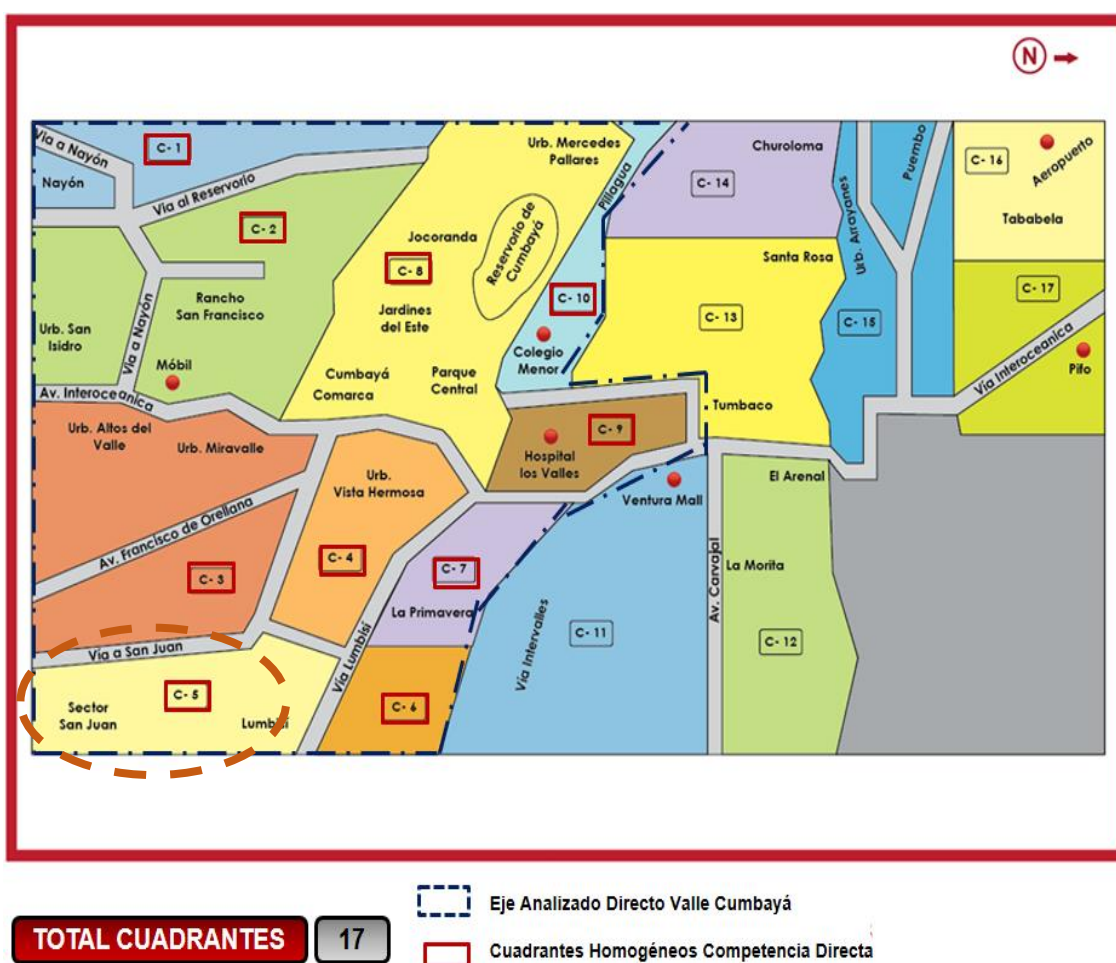 N
Vía a Nayón
C- 1
Nayón
Vía al Reservorio
C- 2
Urb. Mercedes
Pallares
Pillagua
Churoloma
C- 14
Urb. Arrayanes
Puembo
C- 16
Aeropuerto
Tababela
Jocoranda
Reservorio de
Cumbayá
C- 8
Santa Rosa
C- 17
Rancho
San Francisco
Vía a Nayón
Urb. San
Isidro
Jardines
del Este
C- 10
C- 13
C- 15
Colegio
Menor
Vía Interoceanica
Pifo
Móbil
Cumbayá
Comarca
Parque
Central
Av. Interoceanica
Tumbaco
Urb. Altos del
Valle
Urb. Miravalle
C- 9
Hospital
los Valles
Urb.
Vista Hermosa
Ventura Mall
El Arenal
Av. Francisco de Orellana
C- 4
C- 3
C- 7
La Primavera
La Morita
Av. Carvajal
Vía Intervalles
C- 11
C- 12
Vía a San Juan
Vía Lumbisí
C- 5
Sector
San Juan
Lumbisí
C- 6
Eje Analizado Directo Valle Cumbayá
TOTAL CUADRANTES
17
Cuadrantes Homogéneos Competencia Directa